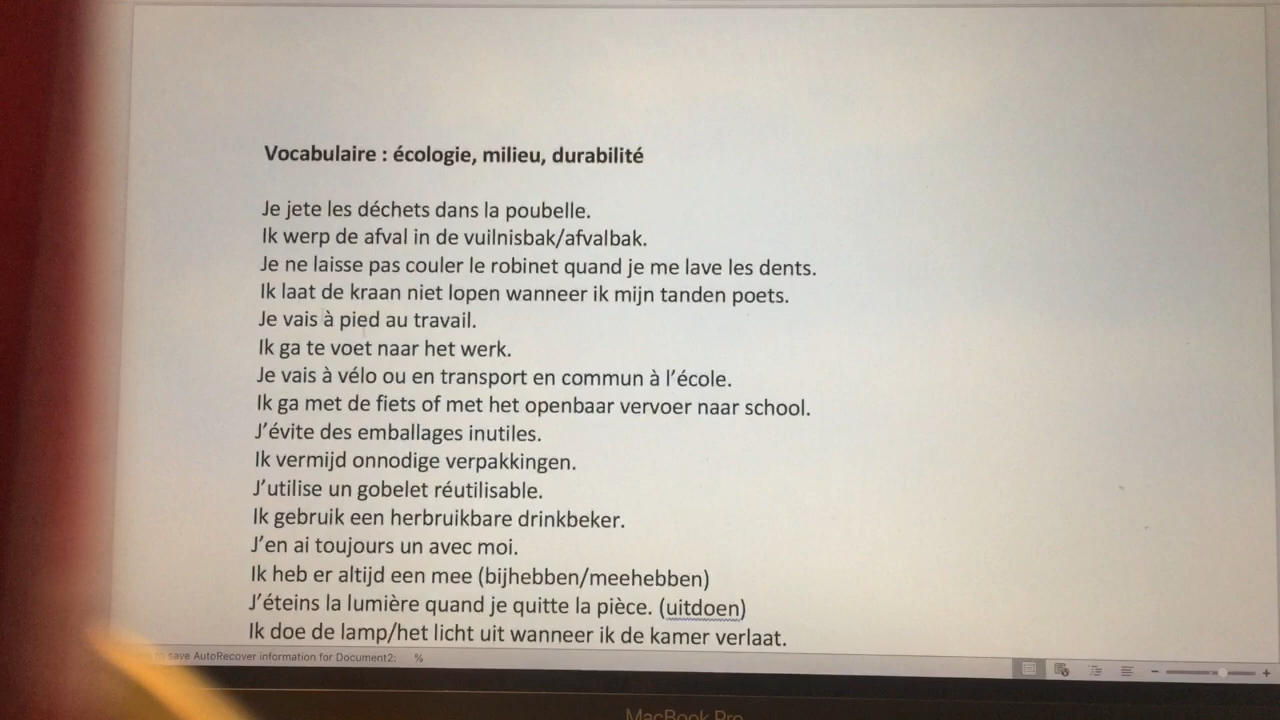 Vocabulaire : écologie, milieu, durabilité
Je jete les déchets dans la poubelle.
Ik werp de afval in de vuilnisbak/afvalbak.
Je ne laisse pas couler le robinet quand je me lave les dents.
Ik laat de kraan niet lopen wanneer ik mijn tanden poets.
Je vais à pied au travail.
Ik ga te voet naar het werk.
Je vais à vélo ou en transport en commun à l'école.
Ik ga met de fiets of met het openbaar vervoer naar school.
J'évite des emballages inutiles.
Ik vermijd onnodige verpakkingen.
J'utilise un gobelet réutilisable.
Ik gebruik een herbruikbare drinkbeker.
J'en ai toujours un avec moi.
Ik heb er altijd een mee (bijhebben/meehebben)
J'éteins la lumière quand je quitte la pièce. (uitdoen)
Ik doe de lamp/het licht uit wanneer ik de kamer verlaat.
to save AutoRecover information for Document2: %
MacBook Pro